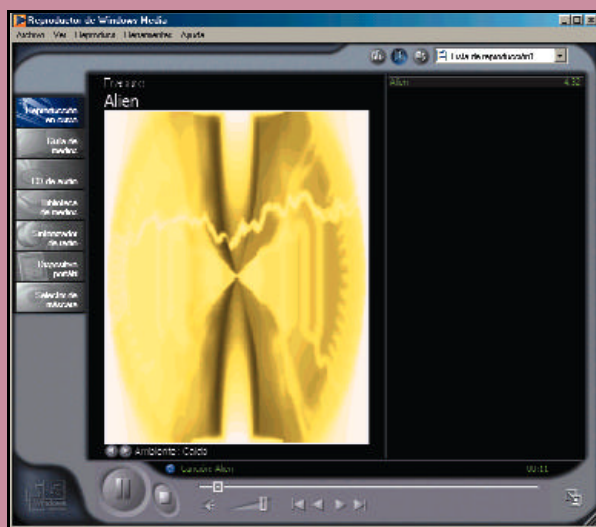 Reproductor de Windows Media
Archivo Ver Reproducir Herramientas Ayuda
Lista de reproducción1
Alien
Alien 4:32
Reproducción
en curso
Guía de
medios
CD de audio
Biblioteca
de medios
Sintonizador
de radio
Dispositivo
portátil
Selector de
máscara
Ambiente: Caída
Canción: Alien 00:11